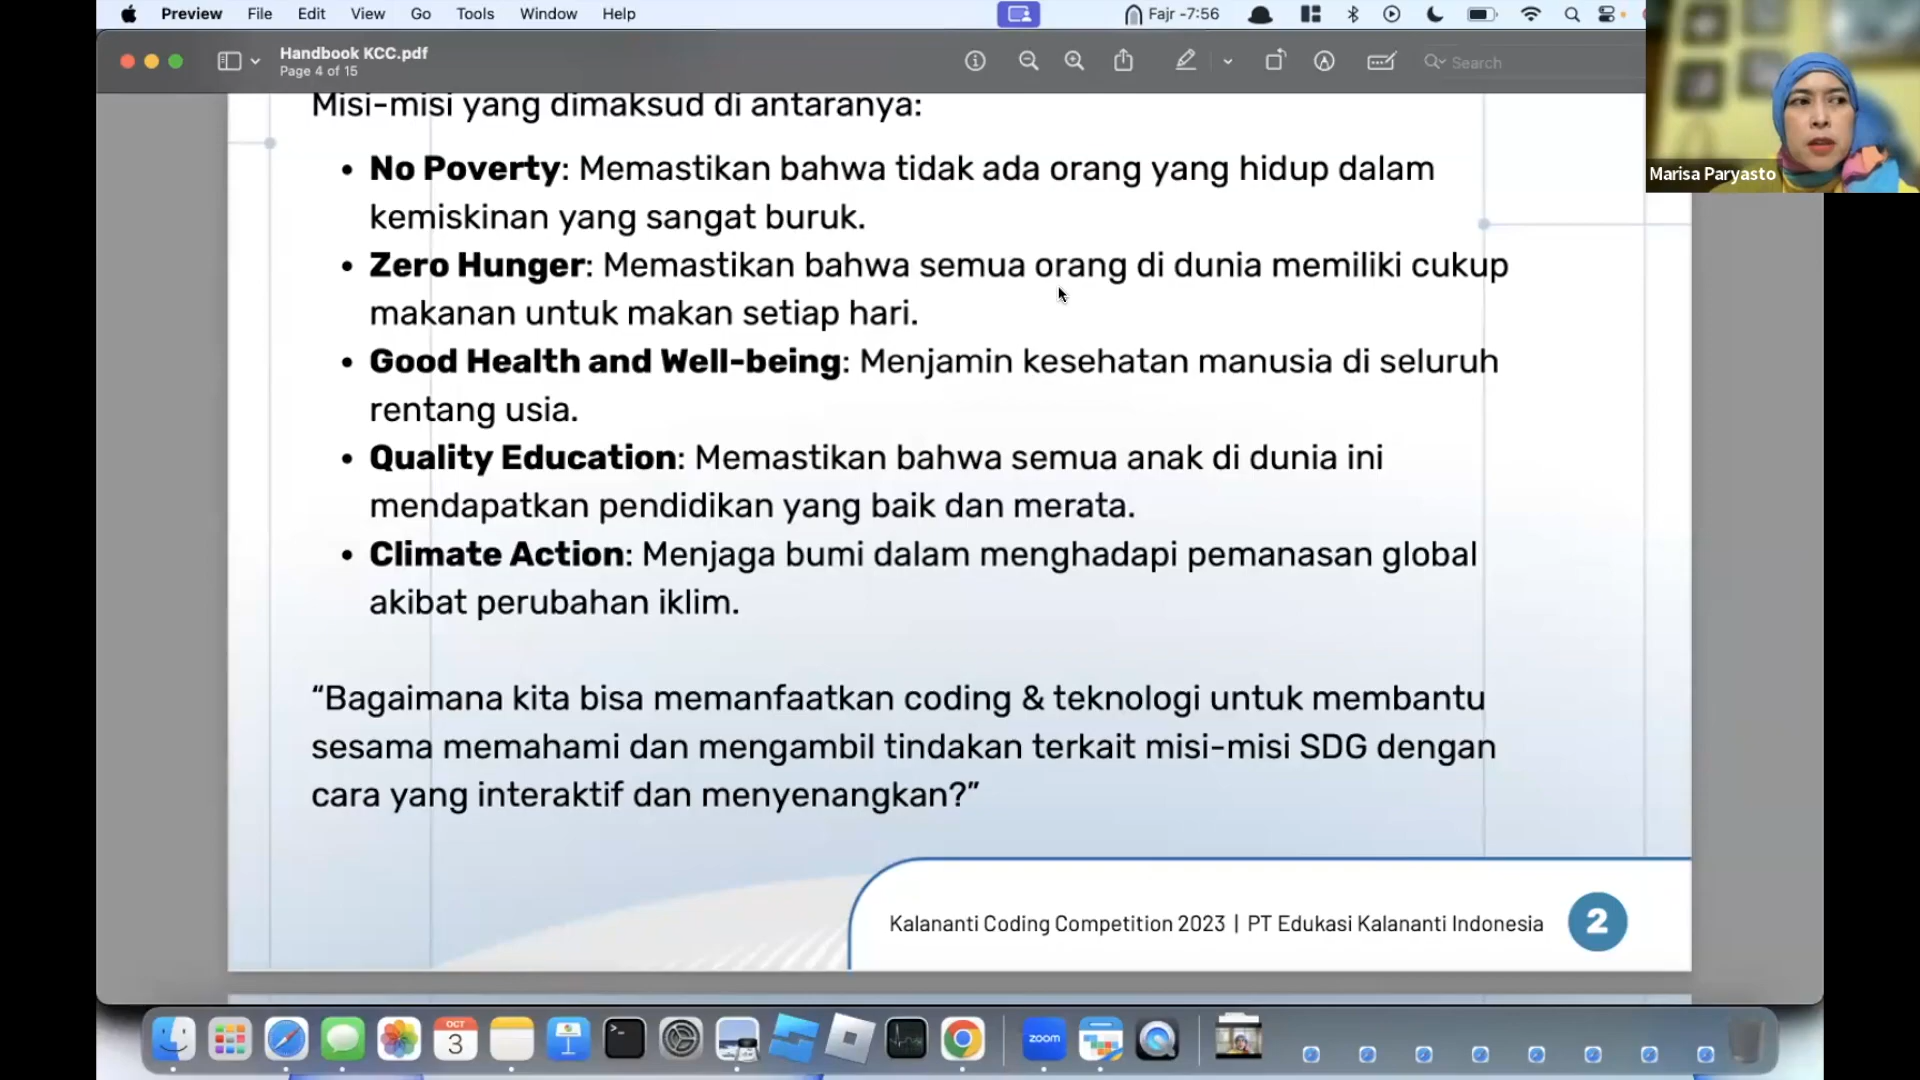 Preview File Edit View Go Tools Window Help
Fajr -7:56
Handbook KCC.pdf
Page 4 of 15
Search
Marisa Paryasto
Misi-misi yang dimaksud di antaranya:
• No Poverty: Memastikan bahwa tidak ada orang yang hidup dalam
kemiskinan yang sangat buruk.
• Zero Hunger: Memastikan bahwa semua orang di dunia memiliki cukup
makanan untuk makan setiap hari.
• Good Health and Well-being: Menjamin kesehatan manusia di seluruh
rentang usia.
• Quality Education: Memastikan bahwa semua anak di dunia ini
mendapatkan pendidikan yang baik dan merata.
• Climate Action: Menjaga bumi dalam menghadapi pemanasan global
akibat perubahan iklim.
“Bagaimana kita bisa memanfaatkan coding & teknologi untuk membantu
sesama memahami dan mengambil tindakan terkait misi-misi SDG dengan
cara yang interaktif dan menyenangkan?”
Kalananti Coding Competition 2023 | PT Edukasi Kalananti Indonesia 2
OCT
3
zoom